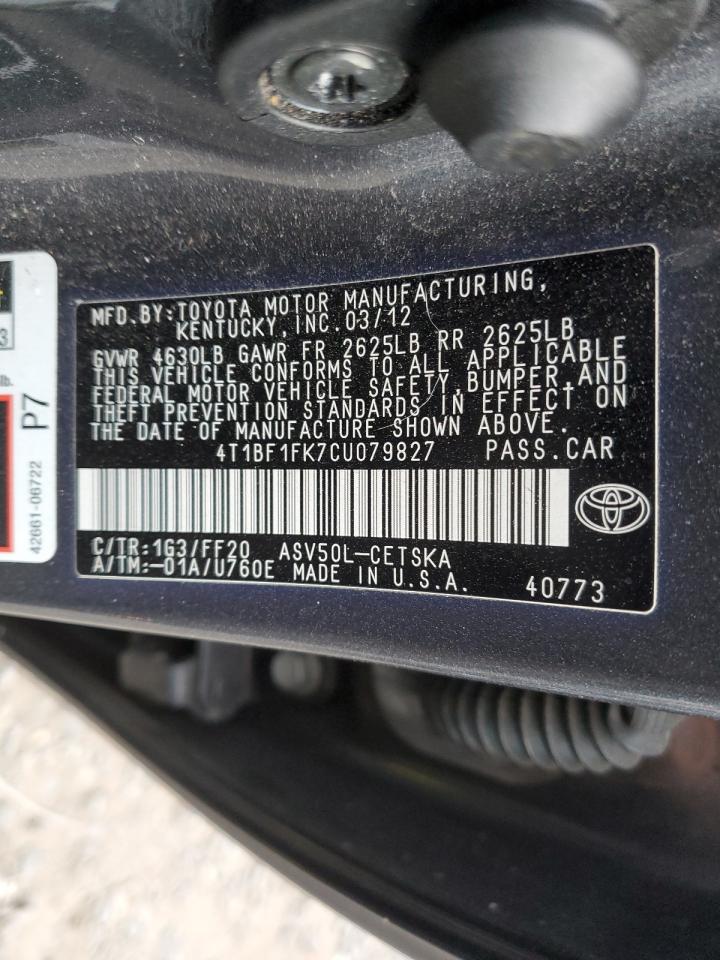 MFD.BY:TOYOTA MOTOR MANUFACTURING,
KENTUCKY,INC.03/12
GVWR 4630LB GAWR FR 2625LB RR 2625LB
THIS VEHICLE CONFORMS TO ALL APPLICABLE
FEDERAL MOTOR VEHICLE SAFETY,BUMPER,AND
THEFT PREVENTION STANDARDS IN EFFECT ON
THE DATE OF MANUFACTURE SHOWN ABOVE.
4T1BF1FK7CU079827 PASS.CAR
C/TR:1G3/FF20 ASV50L-CETSKA
A/TM:-01A/U760E MADE IN U.S.A. 40773
3
lb.
P7
42661-06722